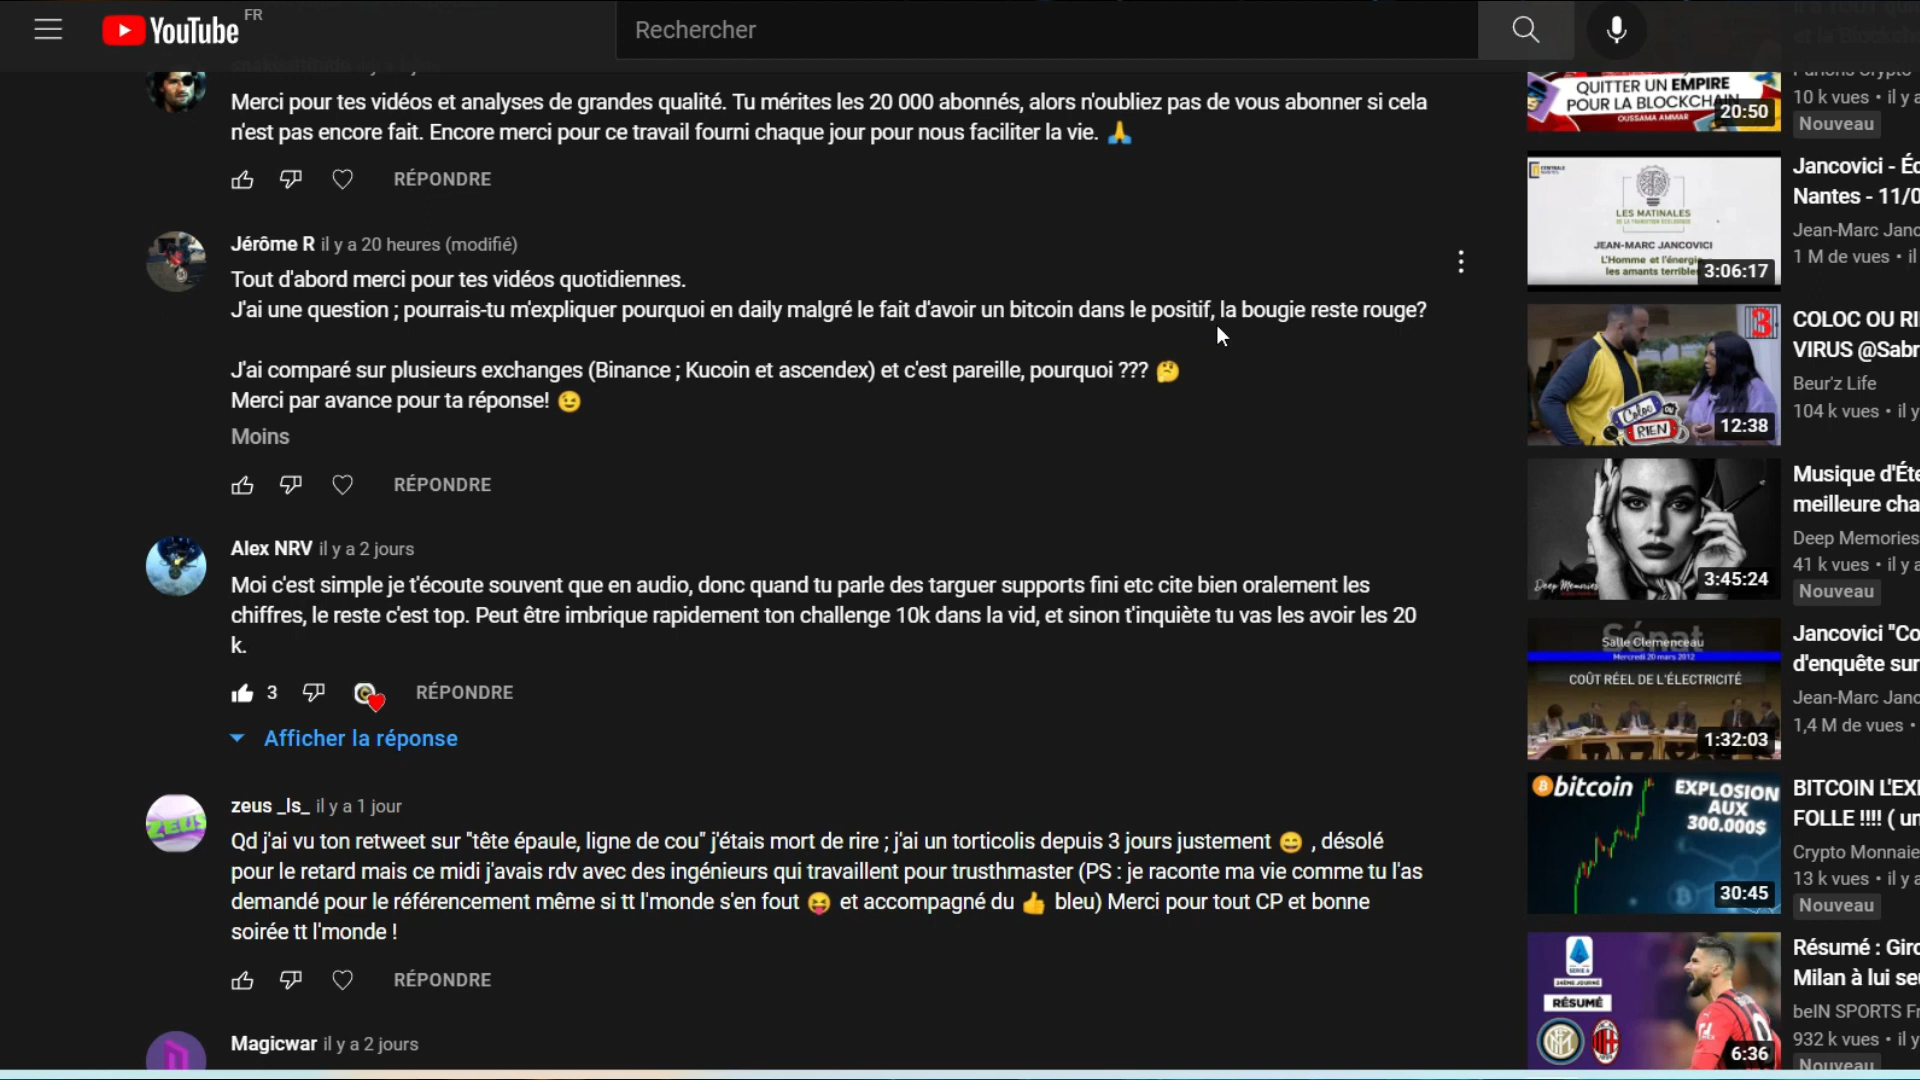 YouTube FR
Rechercher
Merci pour tes vidéos et analyses de grandes qualité. Tu mérites les 20 000 abonnés, alors n'oubliez pas de vous abonner si cela
n'est pas encore fait. Encore merci pour ce travail fourni chaque jour pour nous faciliter la vie. 🙏
RÉPONDRE
Jérôme R il y a 20 heures (modifié)
Tout d'abord merci pour tes vidéos quotidiennes.
J'ai une question ; pourrais-tu m'expliquer pourquoi en daily malgré le fait d'avoir un bitcoin dans le positif, la bougie reste rouge?
J'ai comparé sur plusieurs exchanges (Binance ; Kucoin et ascendex) et c'est pareille, pourquoi ??? 🤔
Merci par avance pour ta réponse! 😉
Moins
RÉPONDRE
Alex NRV il y a 2 jours
Moi c'est simple je t'écoute souvent que en audio, donc quand tu parle des targuer supports fini etc cite bien oralement les
chiffres, le reste c'est top. Peut être imbrique rapidement ton challenge 10k dans la vid, et sinon t'inquiète tu vas les avoir les 20
k.
3 RÉPONDRE
Afficher la réponse
zeus _ls_ il y a 1 jour
Qd j'ai vu ton retweet sur "tête épaule, ligne de cou" j'étais mort de rire ; j'ai un torticolis depuis 3 jours justement 😄 , désolé
pour le retard mais ce midi j'avais rdv avec des ingénieurs qui travaillent pour trusthmaster (PS : je raconte ma vie comme tu l'as
demandé pour le référencement même si tt l'monde s'en fout 😝 et accompagné du 👍 bleu) Merci pour tout CP et bonne
soirée tt l'monde !
RÉPONDRE
Magicwar il y a 2 jours
QUITTER UN EMPIRE
POUR LA BLOCKCHAIN
OUSSAMA AMMAR
20:50
10 k vues • il y a
Nouveau
LES MATINALES
DE LA TRANSITION ÉCOLOGIQUE
JEAN-MARC JANCOVICI
L'Homme et l'énergie,
les amants terribles
3:06:17
Jancovici - Éc
Nantes - 11/0
Jean-Marc Janc
1 M de vues • il
3
Coloc OU
RIEN
12:38
COLOC OU RI
VIRUS @Sabr
Beur'z Life
104 k vues • il y
Deep Memories
3:45:24
Musique d'Éte
meilleure cha
Deep Memories
41 k vues • il y a
Nouveau
Sénat
Salle Clemenceau
Mercredi 20 mars 2012
COÛT RÉEL DE L'ÉLECTRICITÉ
1:32:03
Jancovici "Co
d'enquête sur
Jean-Marc Janc
1,4 M de vues •
bitcoin
EXPLOSION
AUX
300.000$
30:45
BITCOIN L'EX
FOLLE !!!! ( un
Crypto Monnaie
13 k vues • il y a
Nouveau
SERIE A
24ÈME JOURNÉE
RÉSUMÉ
6:36
Résumé : Giro
Milan à lui seu
beIN SPORTS Fr
932 k vues • il y
Nouveau